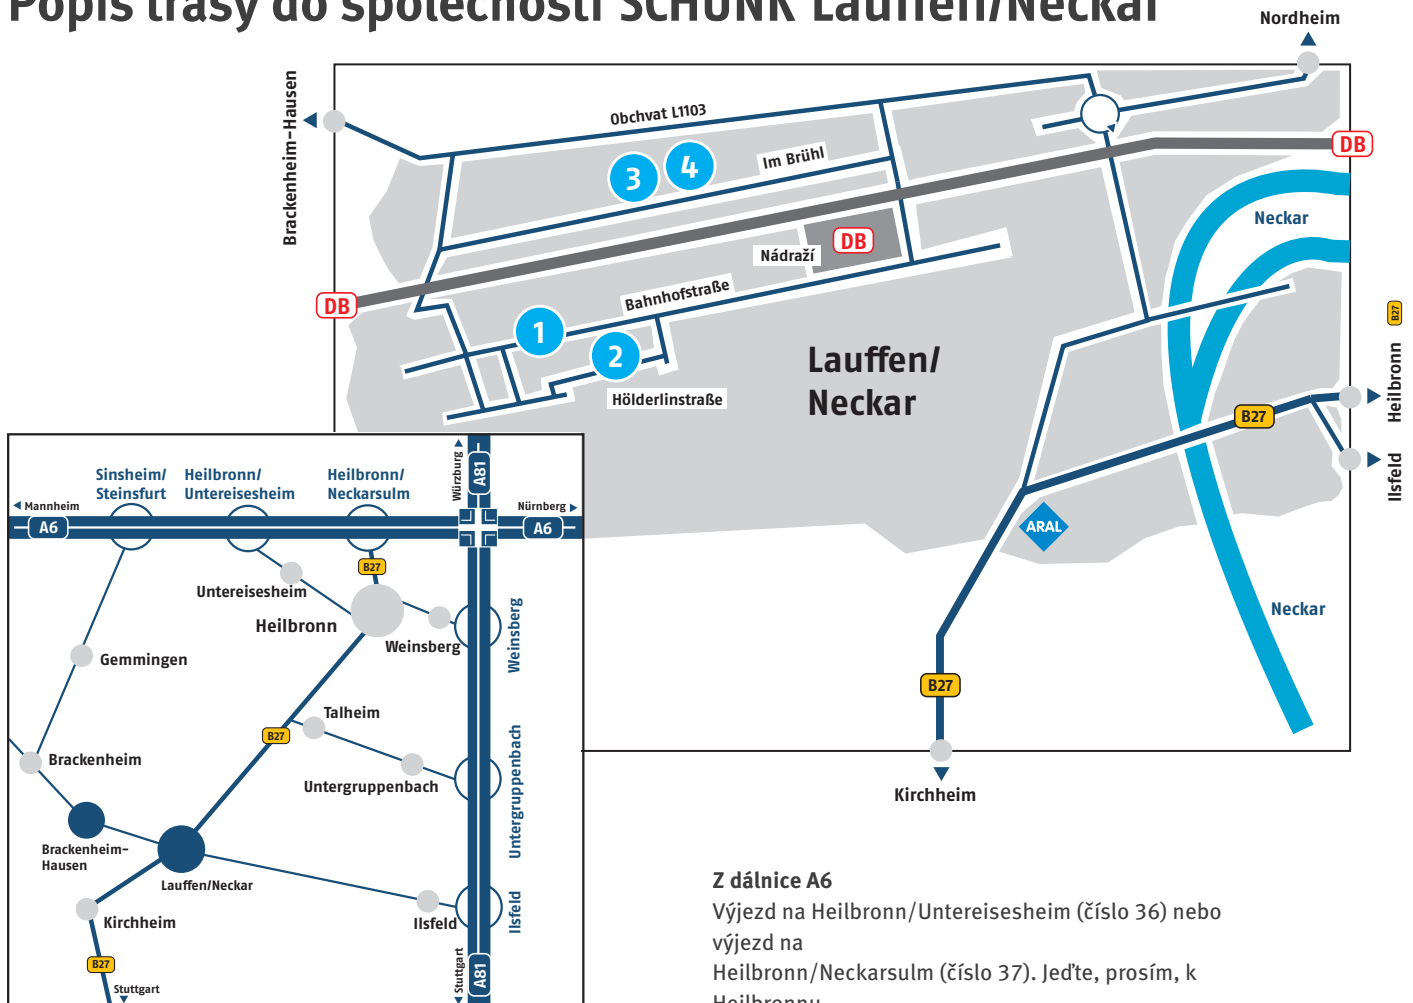 Popis trasy do společnosti SCHUNK Lauffen/Neckar
Nordheim
Brackenheim-Hausen
Obchvat L1103
Im Brühl
3
4
DB
Neckar
Nádraží
DB
DB
Bahnhofstraße
1
2
Hölderlinstraße
Lauffen/
Neckar
B27
Heilbronn
B27
Ilsfeld
ARAL
Neckar
B27
Kirchheim
Sinsheim/
Steinsfurt
Heilbronn/
Untereisesheim
Heilbronn/
Neckarsulm
Würzburg
A81
Mannheim
Nürnberg
A6
A6
B27
Untereisesheim
Heilbronn
Weinsberg
Weinsberg
Gemmingen
Talheim
B27
Brackenheim
Untergruppenbach
Untergruppenbach
Brackenheim-
Hausen
Lauffen/Neckar
Kirchheim
Ilsfeld
Ilsfeld
B27
Stuttgart
Stuttgart
A81
Z dálnice A6
Výjezd na Heilbronn/Untereisesheim (číslo 36) nebo
výjezd na
Heilbronn/Neckarsulm (číslo 37). Jeďte, prosím, k
Heilbronnu